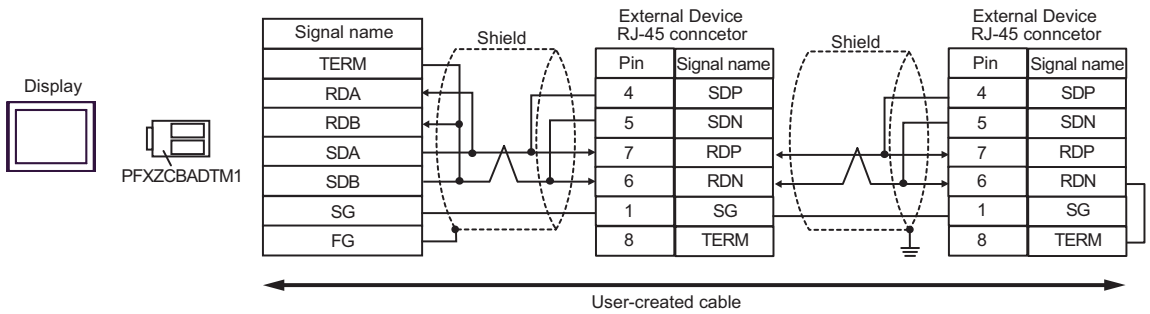 Display
PFXZCBADTM1
Signal name
TERM
RDA
RDB
SDA
SDB
SG
FG
Shield
External Device
RJ-45 conncetor
Pin Signal name
4 SDP
5 SDN
7 RDP
6 RDN
1 SG
8 TERM
Shield
External Device
RJ-45 conncetor
Pin Signal name
4 SDP
5 SDN
7 RDP
6 RDN
1 SG
8 TERM
User-created cable